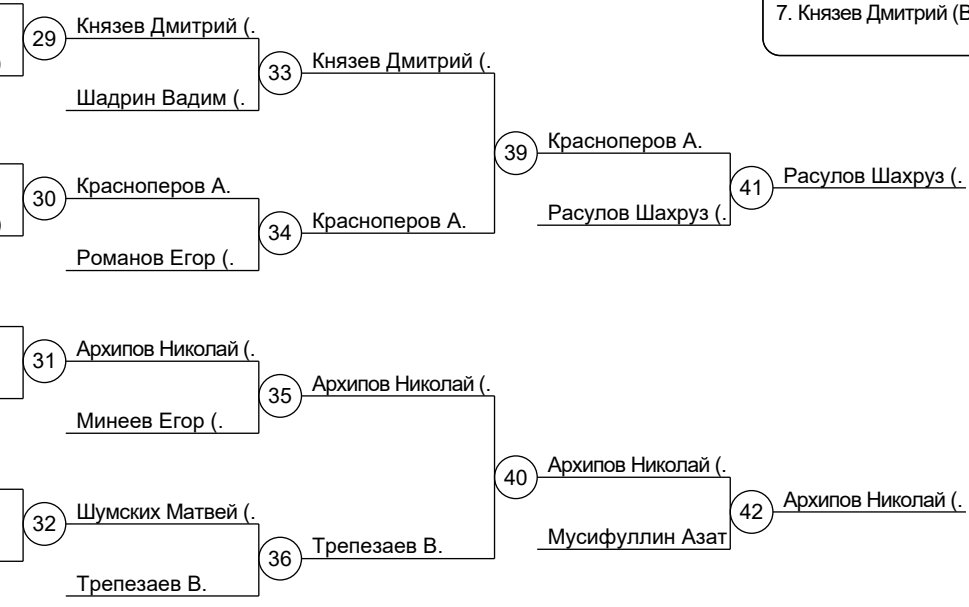 7. Князев Дмитрий (В
29
Князев Дмитрий (.
33
Князев Дмитрий (.
Шадрин Вадим (.
39
Красноперов А.
41
Расулов Шахруз (.
30
Красноперов А.
Расулов Шахруз (.
34
Красноперов А.
Романов Егор (.
31
Архипов Николай (.
35
Архипов Николай (.
Минеев Егор (.
40
Архипов Николай (.
42
Архипов Николай (.
32
Шумских Матвей (.
Мусифуллин Азат
36
Трепезаев В.
Трепезаев В.